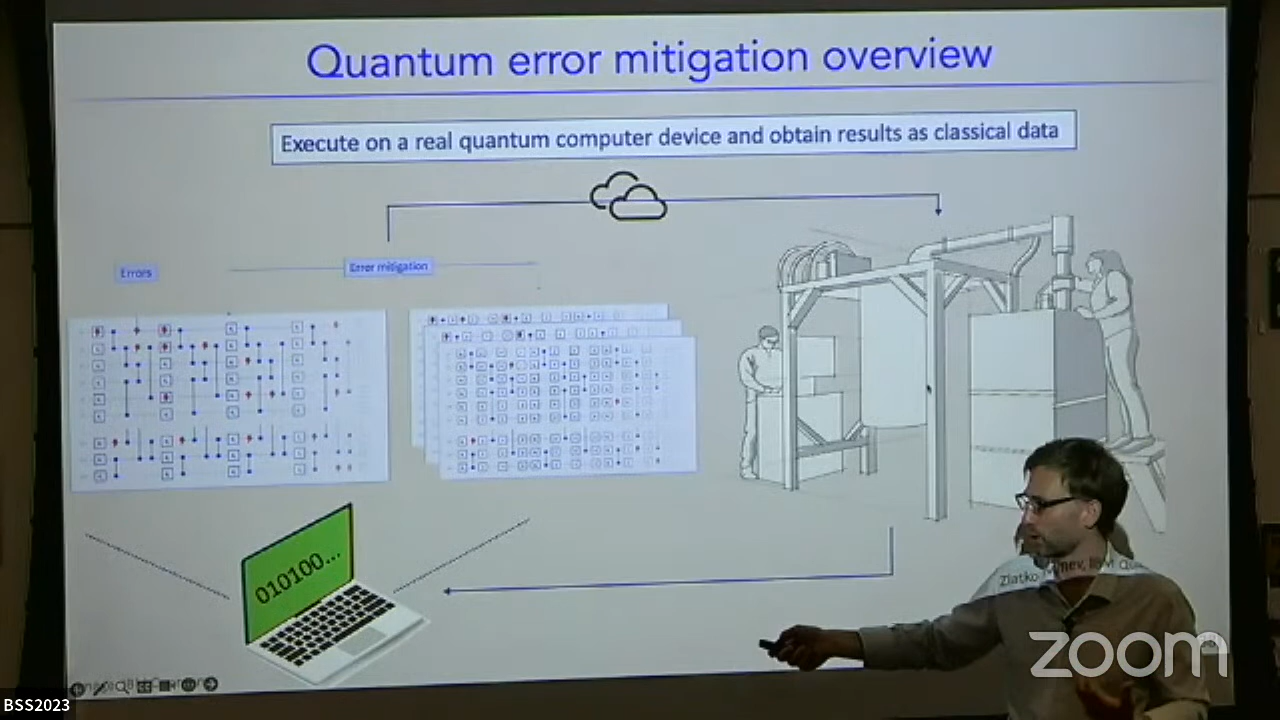 Quantum error mitigation overview
Execute on a real quantum computer device and obtain results as classical data
Errors
Error mitigation
010100...
Zlatko
zoom
BSS2023